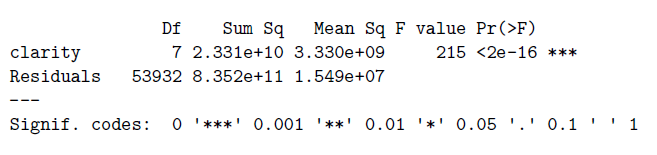 Df Sum Sq Mean Sq F value Pr(>F)
clarity 7 2.331e+10 3.330e+09 215 <2e-16 ***
Residuals 53932 8.352e+11 1.549e+07
---
Signif. codes: 0 '***' 0.001 '**' 0.01 '*' 0.05 '.' 0.1 ' ' 1